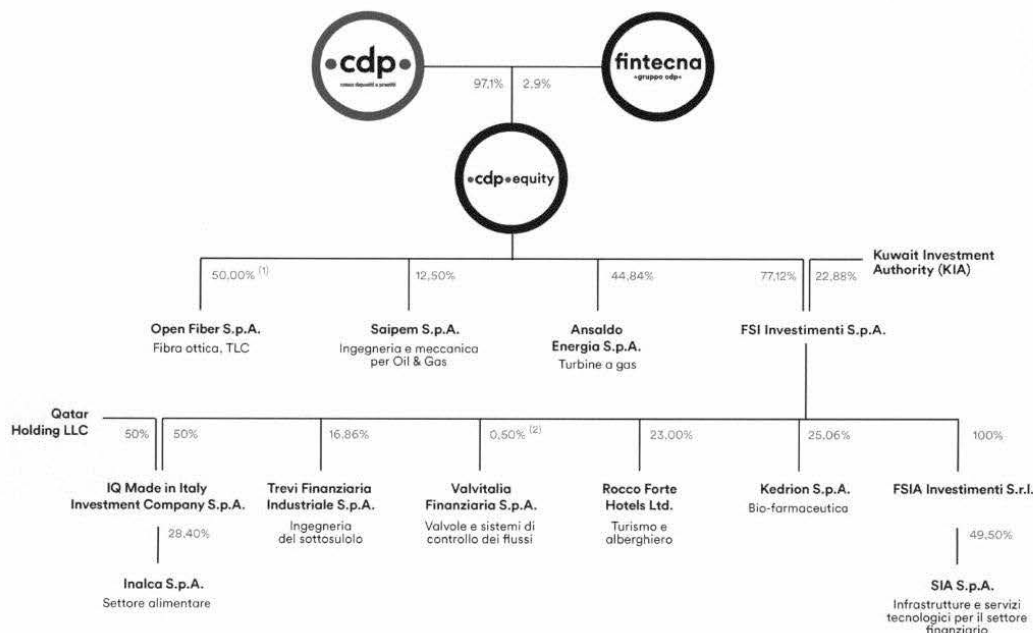 •cdp•
cassa depositi e prestiti
fintecna
•gruppo cdp•
97,1%
2,9%
•cdp•equity
Kuwait Investment
Authority (KIA)
50,00% (1)
12,50%
44,84%
77,12%
22,88%
Open Fiber S.p.A.
Fibra ottica, TLC
Saipem S.p.A.
Ingegneria e meccanica
per Oil & Gas
Ansaldo
Energia S.p.A.
Turbine a gas
FSI Investimenti S.p.A.
Qatar
Holding LLC
50%
50%
16,86%
0,50% (2)
23,00%
25,06%
100%
IQ Made in Italy
Investment Company S.p.A.
Trevi Finanziaria
Industriale S.p.A.
Ingegneria
del sottosulolo
Valvitalia
Finanziaria S.p.A.
Valvole e sistemi di
controllo dei flussi
Rocco Forte
Hotels Ltd.
Turismo e
alberghiero
Kedrion S.p.A.
Bio-farmaceutica
FSIA Investimenti S.r.l.
28,40%
49,50%
Inalca S.p.A.
Settore alimentare
SIA S.p.A.
Infrastrutture e servizi
tecnologici per il settore
finanziario